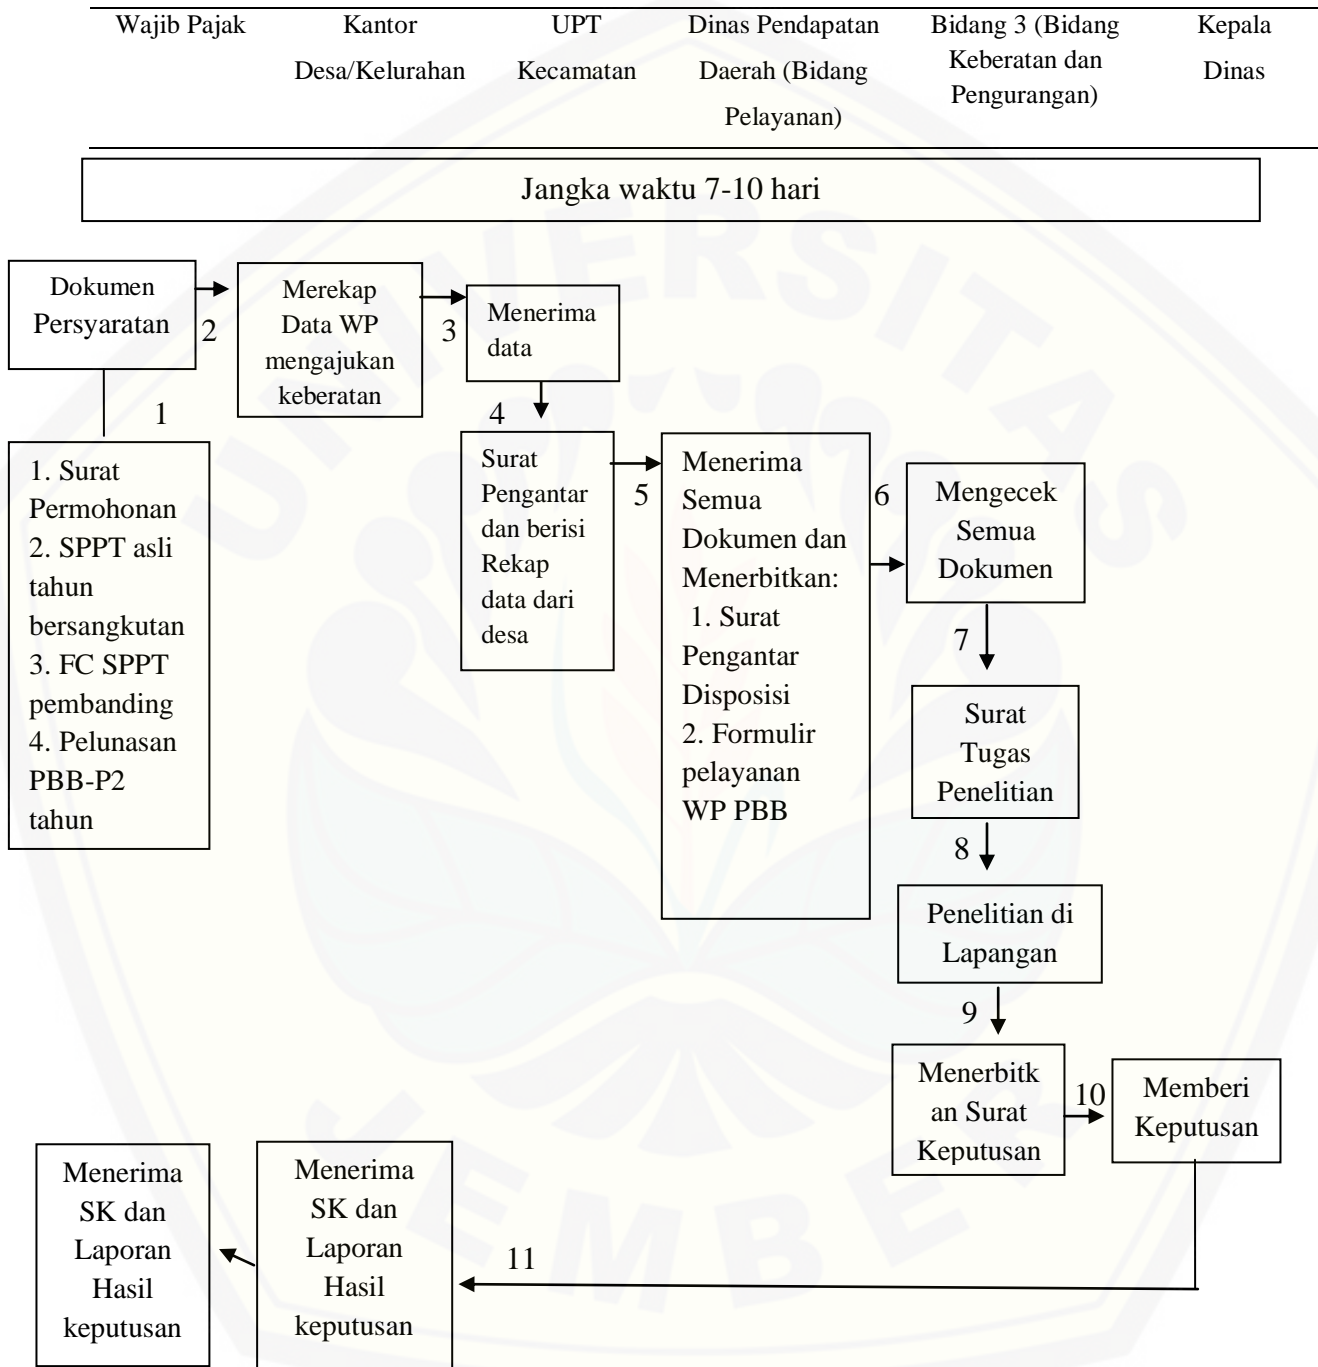 Wajib Pajak
Kantor
Desa/Kelurahan
UPT
Kecamatan
Dinas Pendapatan
Daerah (Bidang
Pelayanan)
Bidang 3 (Bidang
Keberatan dan
Pengurangan)
Kepala
Dinas
Jangka waktu 7-10 hari
Dokumen
Persyaratan
2
Merekap
Data WP
mengajukan
keberatan
3
Menerima
data
1
4
1. Surat
Permohonan
2. SPPT asli
tahun
bersangkutan
3. FC SPPT
pembanding
4. Pelunasan
PBB-P2
tahun
Surat
Pengantar
dan berisi
Rekap
data dari
desa
5
Menerima
Semua
Dokumen dan
Menerbitkan:
1. Surat
Pengantar
Disposisi
2. Formulir
pelayanan
WP PBB
6
Mengecek
Semua
Dokumen
7
Surat
Tugas
Penelitian
8
Penelitian di
Lapangan
9
Menerbitk
an Surat
Keputusan
10
Memberi
Keputusan
11
Menerima
SK dan
Laporan
Hasil
keputusan
Menerima
SK dan
Laporan
Hasil
keputusan
UNIVERSITAS
JEMBER